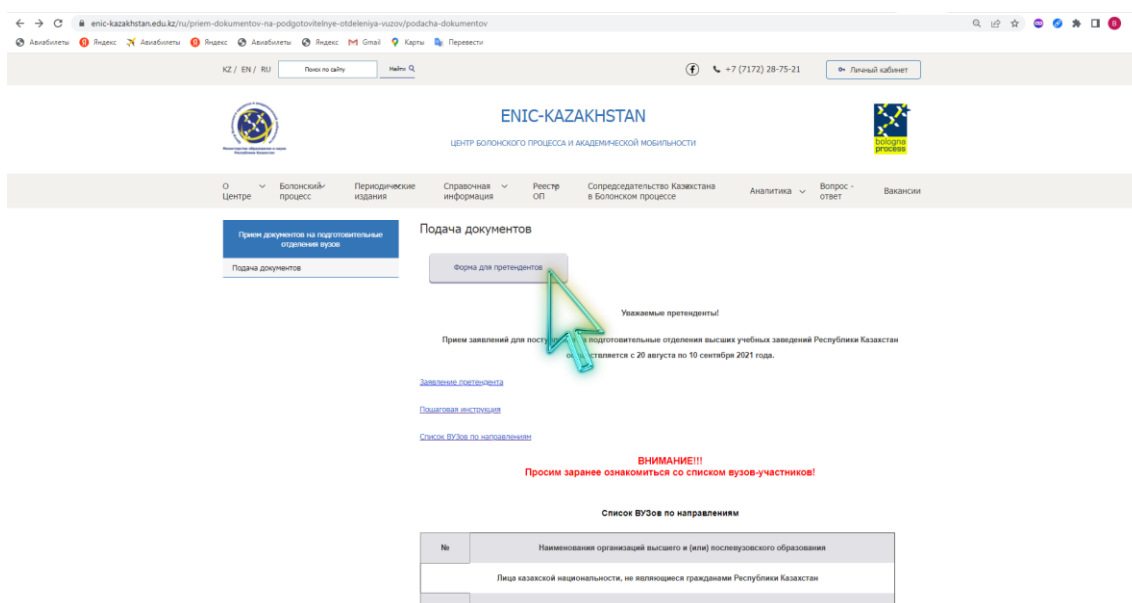 enic-kazakhstan.edu.kz/ru/priem-dokumentov-na-podgotovitelnye-otdeleniya-vuzov/podacha-dokumentov
Авиабилеты Яндекс Авиабилеты Яндекс Авиабилеты Авиабилеты Яндекс Gmail Карты Перевести
KZ / EN / RU Поиск по сайту Найти +7 (7172) 28-75-21 Личный кабинет
ENIC-KAZAKHSTAN
ЦЕНТР БОЛОНСКОГО ПРОЦЕССА И АКАДЕМИЧЕСКОЙ МОБИЛЬНОСТИ
bologna
process
О Центре Болонский процесс Периодические издания Справочная информация Реестр ОП Сопредседательство Казахстана в Болонском процессе Аналитика Вопрос - ответ Вакансии
Прием документов на подготовительные
отделения вузов
Подача документов
Подача документов
Форма для претендентов
Уважаемые претенденты!
Прием заявлений для подготовительные отделения высших учебных заведений Республики Казахстан
с 20 августа по 10 сентября 2021 года.
Заявление претендента
Пошаговая инструкция
Список ВУЗов по направлениям
ВНИМАНИЕ!!!
Просим заранее ознакомиться со списком вузов-участников!
Список ВУЗов по направлениям
№ Наименования организаций высшего и (или) послевузовского образования
Лица казахской национальности, не являющиеся гражданами Республики Казахстан